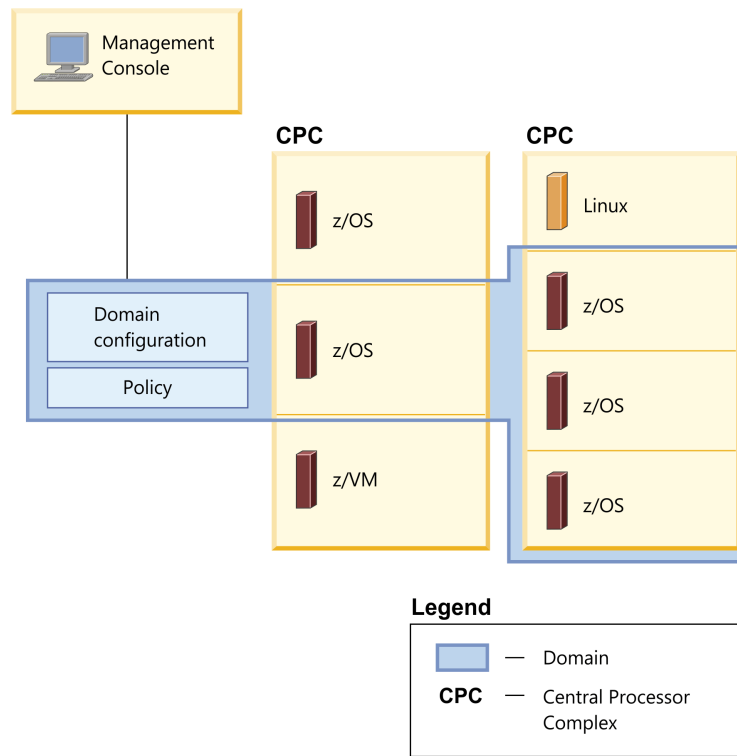 Management
Console
CPC
CPC
z/OS
Linux
z/OS
Domain
configuration
z/OS
Policy
z/OS
z/VM
z/OS
Legend
Domain
CPC — Central Processor
Complex